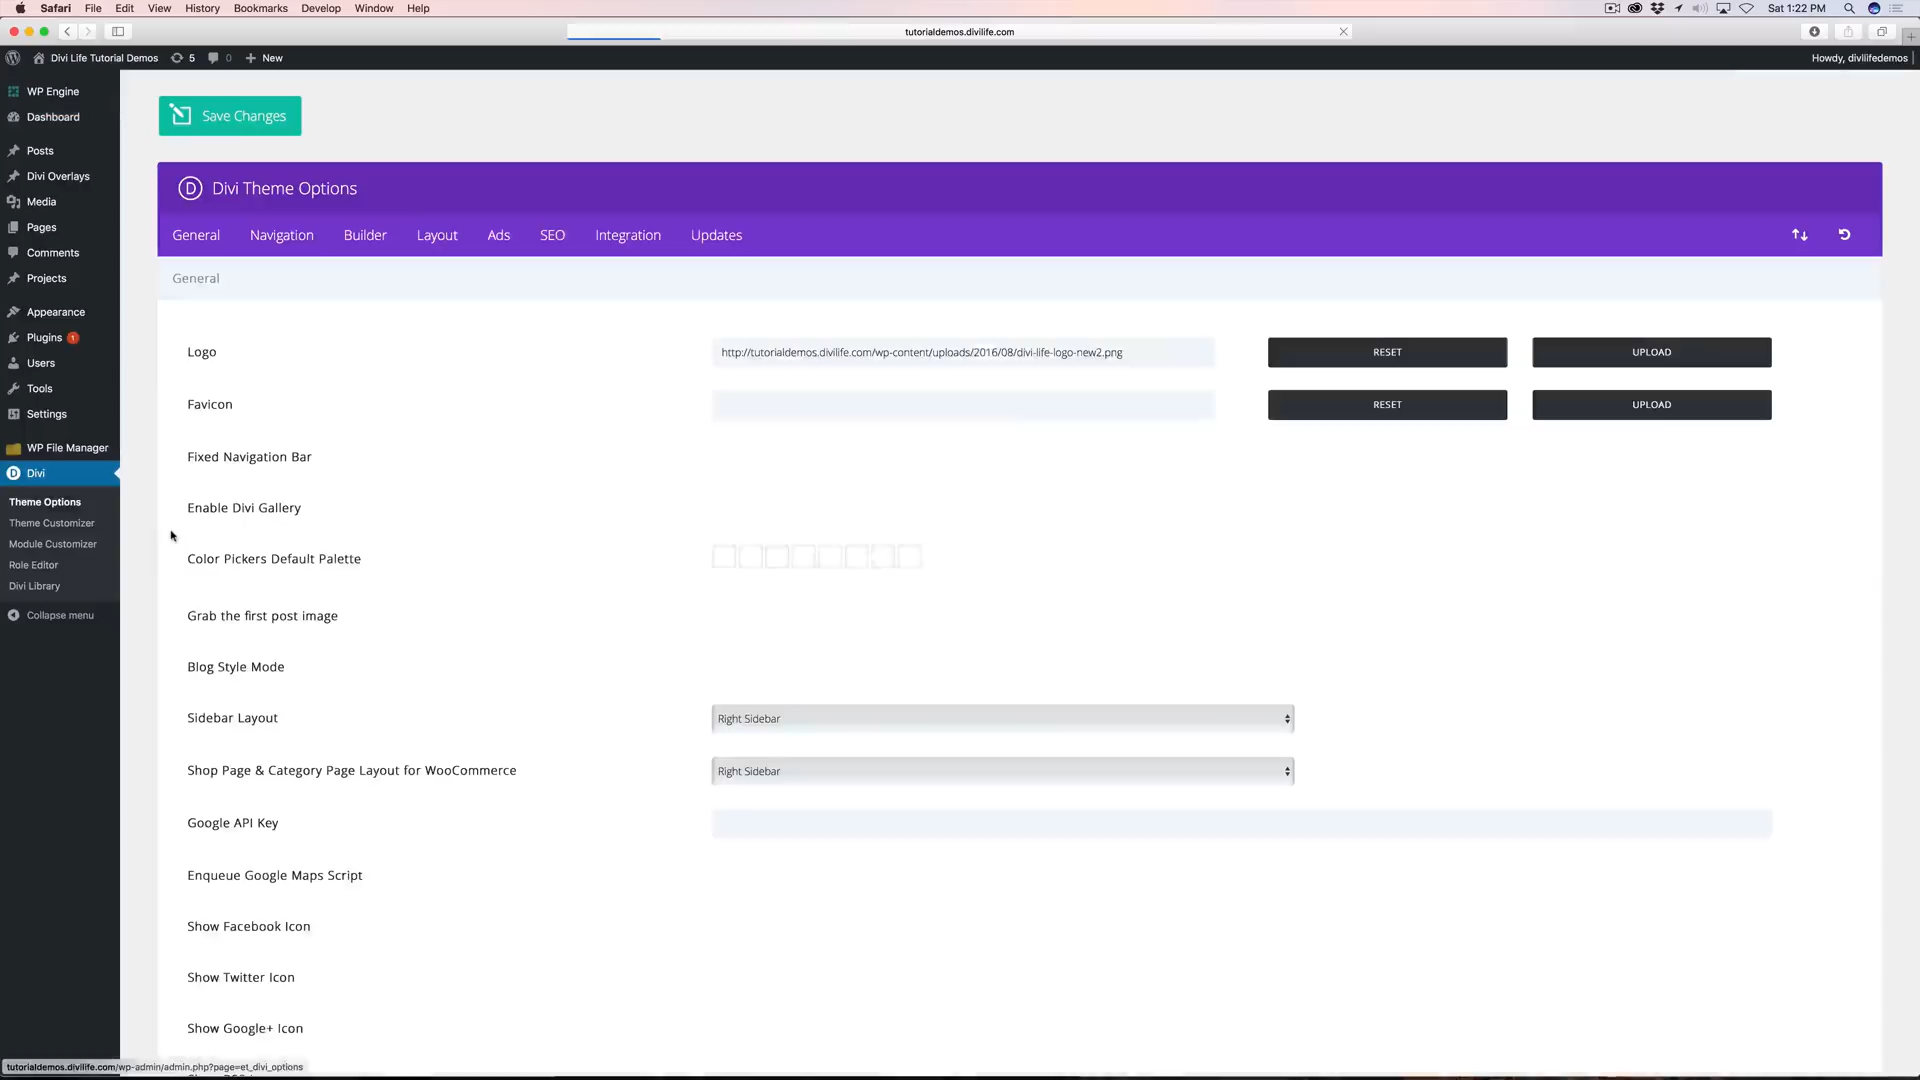 Safari File Edit View History Bookmarks Develop Window Help Sat 1:22 PM
tutorialdemos.divilife.com
Divi Life Tutorial Demos 5 0 New Howdy, divilifedemos
WP Engine
Dashboard
Posts
Divi Overlays
Media
Pages
Comments
Projects
Appearance
Plugins 1
Users
Tools
Settings
WP File Manager
Divi
Theme Options
Theme Customizer
Module Customizer
Role Editor
Divi Library
Collapse menu
Save Changes
D Divi Theme Options
General Navigation Builder Layout Ads SEO Integration Updates
General
Logo http://tutorialdemos.divilife.com/wp-content/uploads/2016/08/divi-life-logo-new2.png RESET UPLOAD
Favicon RESET UPLOAD
Fixed Navigation Bar
Enable Divi Gallery
Color Pickers Default Palette
Grab the first post image
Blog Style Mode
Sidebar Layout Right Sidebar
Shop Page & Category Page Layout for WooCommerce Right Sidebar
Google API Key
Enqueue Google Maps Script
Show Facebook Icon
Show Twitter Icon
Show Google+ Icon
tutorialdemos.divilife.com/wp-admin/admin.php?page=et_divi_options